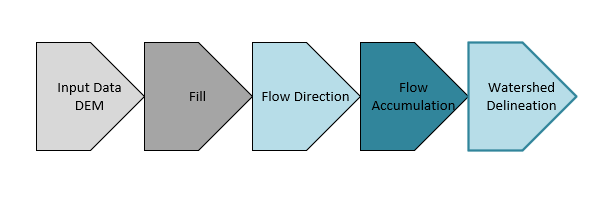 Input Data
DEM
Fill
Flow Direction
Flow
Accumulation
Watershed
Delineation